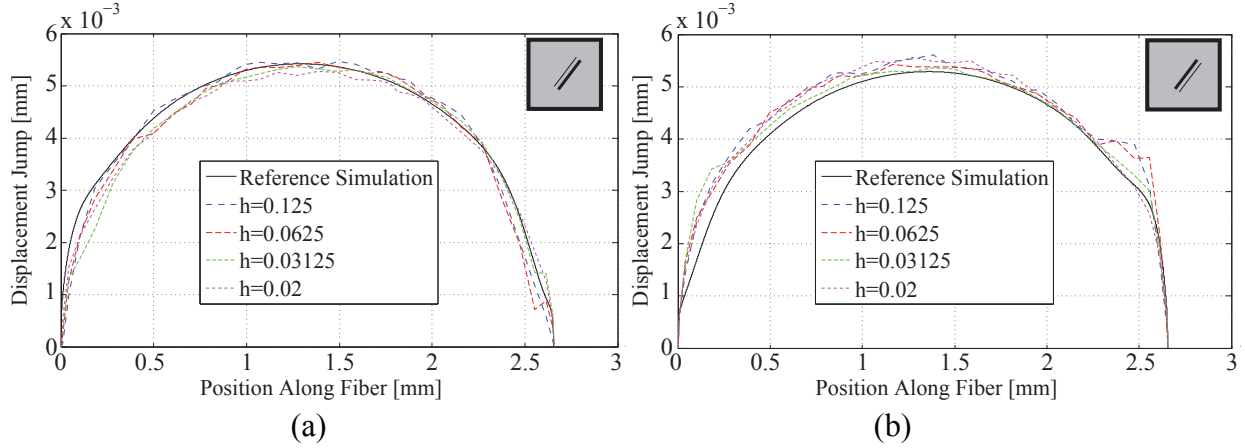 x 10⁻³
Displacement Jump [mm]
6
5
4
3
2
1
0
0 0.5 1 1.5 2 2.5 3
Position Along Fiber [mm]
Reference Simulation
h=0.125
h=0.0625
h=0.03125
h=0.02
(a)
x 10⁻³
Displacement Jump [mm]
6
5
4
3
2
1
0
0 0.5 1 1.5 2 2.5 3
Position Along Fiber [mm]
Reference Simulation
h=0.125
h=0.0625
h=0.03125
h=0.02
(b)